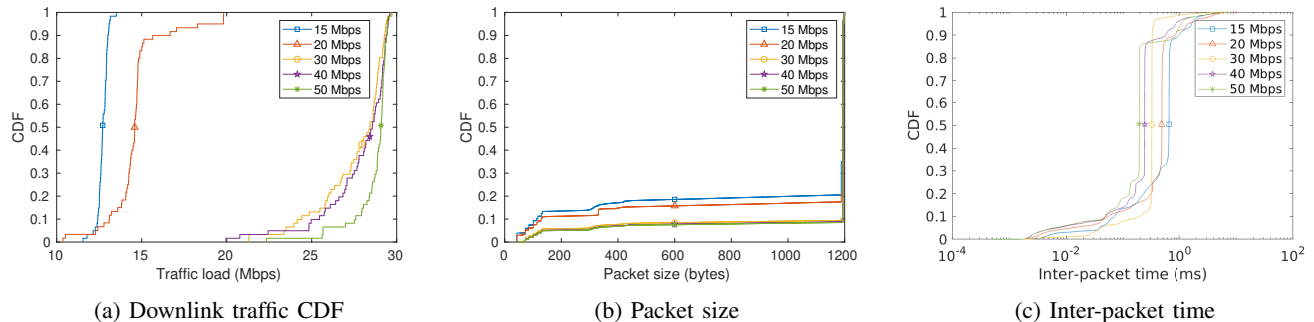 1
0.9
0.8
0.7
0.6
0.5
0.4
0.3
0.2
0.1
0
CDF
10
15
20
25
30
Traffic load (Mbps)
15 Mbps
20 Mbps
30 Mbps
40 Mbps
50 Mbps
(a) Downlink traffic CDF
1
0.9
0.8
0.7
0.6
0.5
0.4
0.3
0.2
0.1
0
CDF
0
200
400
600
800
1000
1200
Packet size (bytes)
15 Mbps
20 Mbps
30 Mbps
40 Mbps
50 Mbps
(b) Packet size
1
0.9
0.8
0.7
0.6
0.5
0.4
0.3
0.2
0.1
0
CDF
10⁻⁴
10⁻²
10⁰
10²
Inter-packet time (ms)
15 Mbps
20 Mbps
30 Mbps
40 Mbps
50 Mbps
(c) Inter-packet time